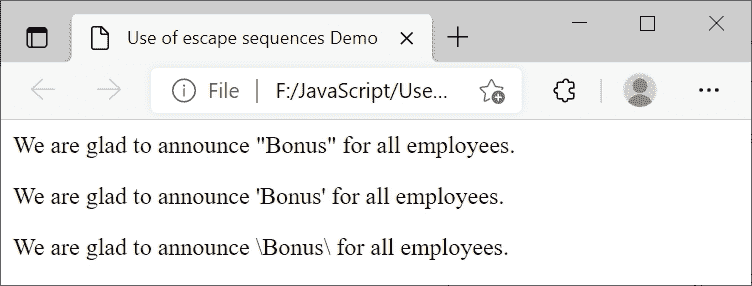 Use of escape sequences Demo
File | F:/JavaScript/Use...
We are glad to announce "Bonus" for all employees.
We are glad to announce 'Bonus' for all employees.
We are glad to announce \Bonus\ for all employees.